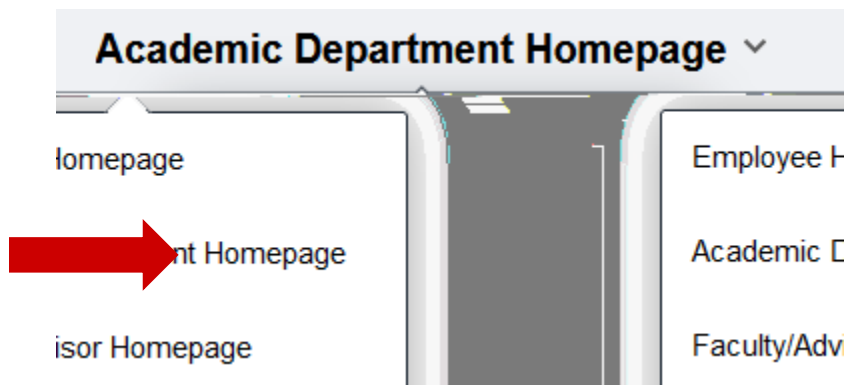 Academic Department Homepage
Homepage
nt Homepage
isor Homepage
Employee H
Academic D
Faculty/Advi